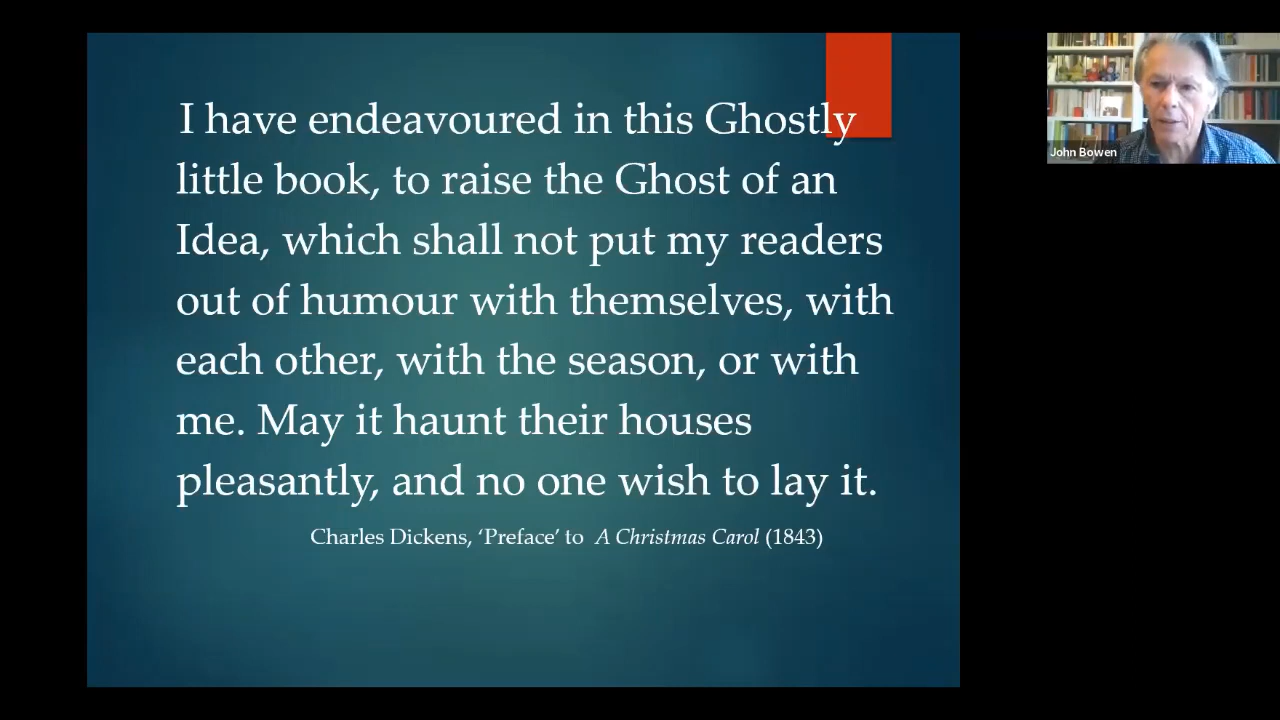 I have endeavoured in this Ghostly
little book, to raise the Ghost of an
Idea, which shall not put my readers
out of humour with themselves, with
each other, with the season, or with
me. May it haunt their houses
pleasantly, and no one wish to lay it.
Charles Dickens, ‘Preface’ to A Christmas Carol (1843)
John Bowen